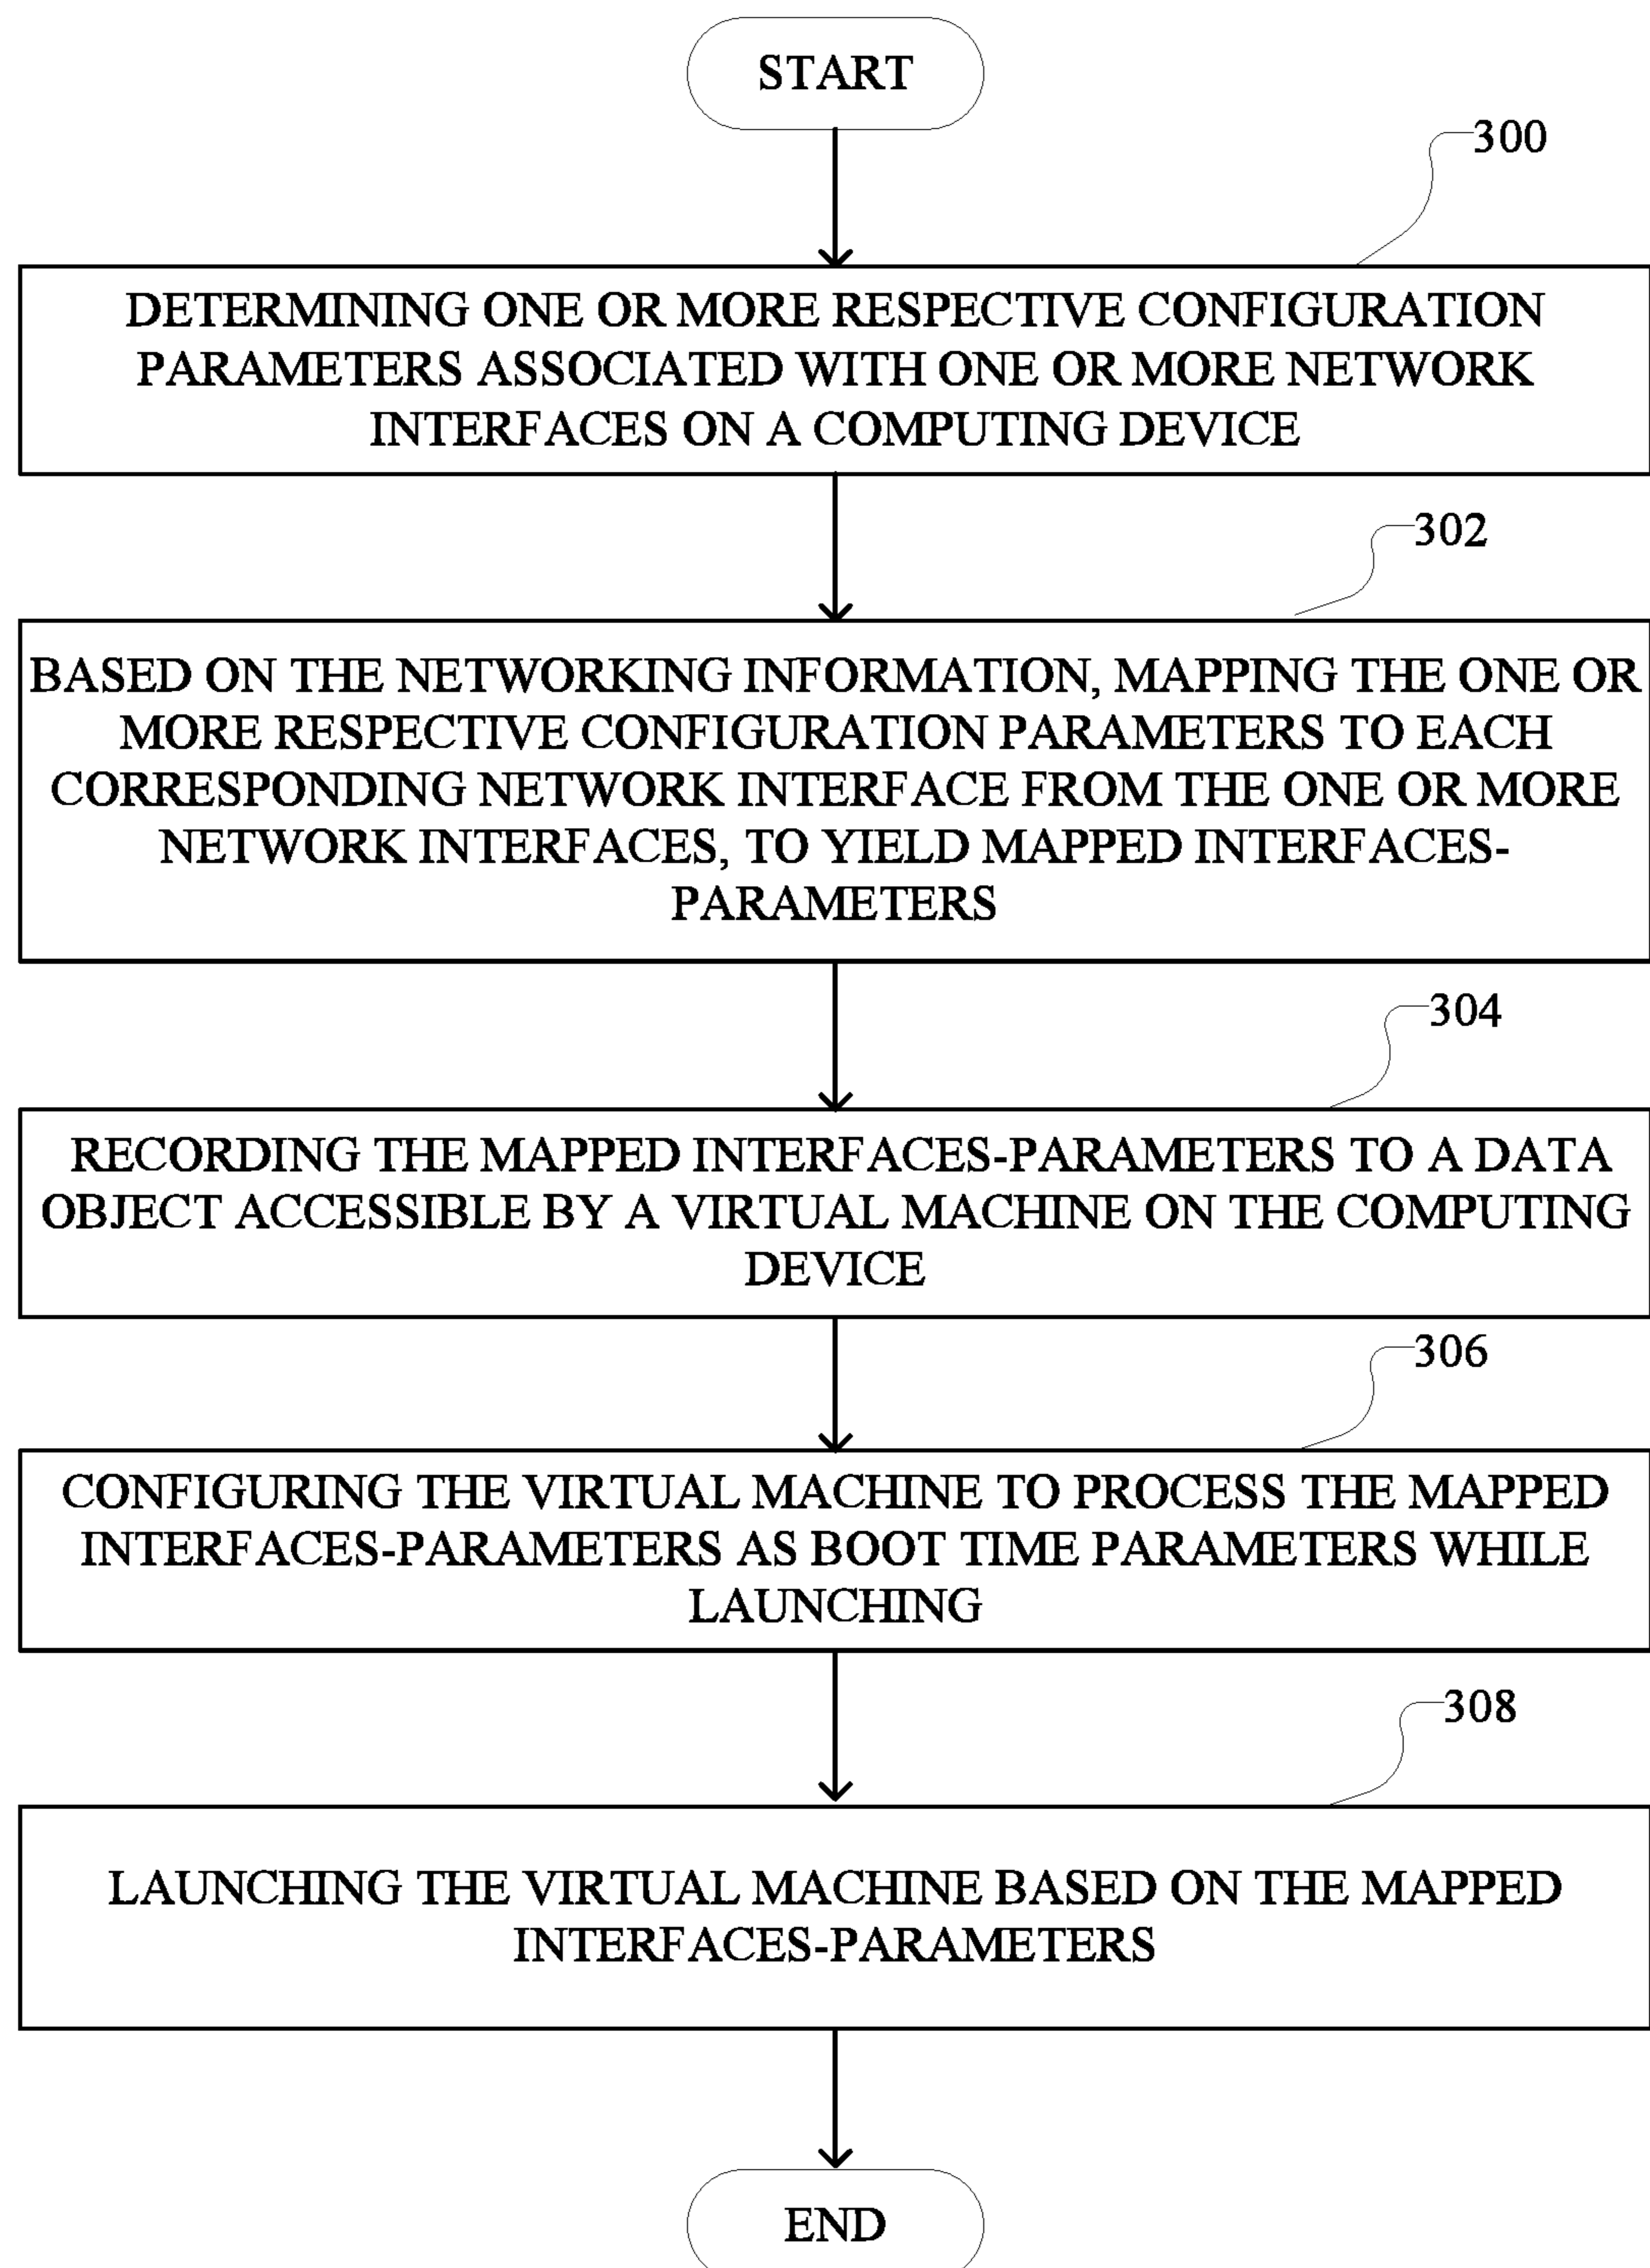 START
300
DETERMINING ONE OR MORE RESPECTIVE CONFIGURATION
PARAMETERS ASSOCIATED WITH ONE OR MORE NETWORK
INTERFACES ON A COMPUTING DEVICE
302
BASED ON THE NETWORKING INFORMATION, MAPPING THE ONE OR
MORE RESPECTIVE CONFIGURATION PARAMETERS TO EACH
CORRESPONDING NETWORK INTERFACE FROM THE ONE OR MORE
NETWORK INTERFACES, TO YIELD MAPPED INTERFACES-
PARAMETERS
304
RECORDING THE MAPPED INTERFACES-PARAMETERS TO A DATA
OBJECT ACCESSIBLE BY A VIRTUAL MACHINE ON THE COMPUTING
DEVICE
306
CONFIGURING THE VIRTUAL MACHINE TO PROCESS THE MAPPED
INTERFACES-PARAMETERS AS BOOT TIME PARAMETERS WHILE
LAUNCHING
308
LAUNCHING THE VIRTUAL MACHINE BASED ON THE MAPPED
INTERFACES-PARAMETERS
END